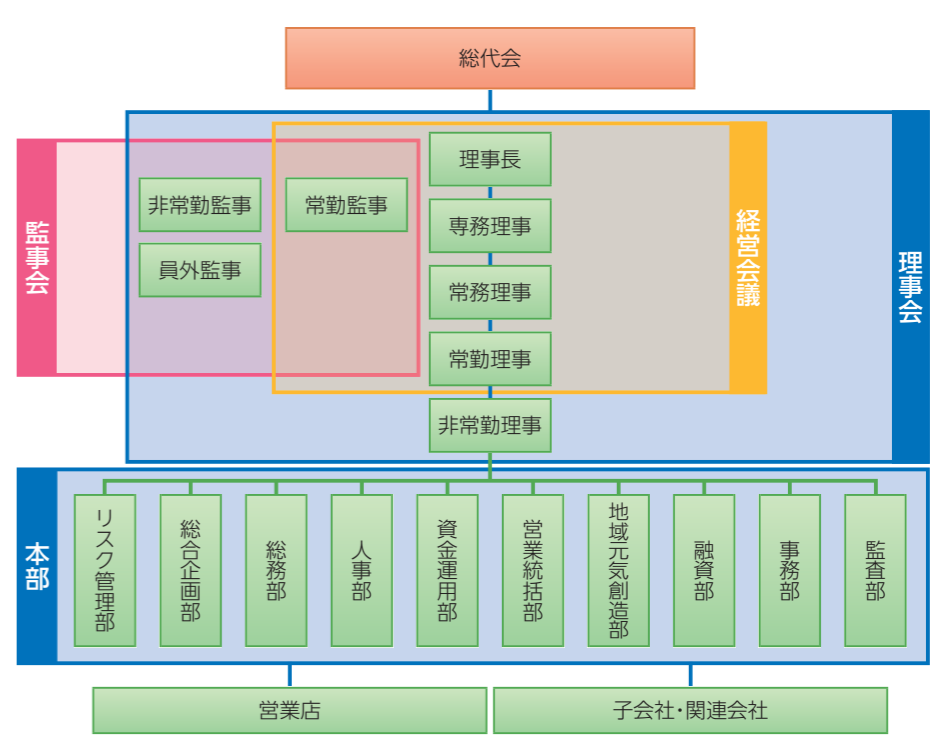 総代会
監事会
非常勤監事
員外監事
常勤監事
理事長
専務理事
常務理事
常勤理事
非常勤理事
経営会議
理事会
本部
リスク管理部
総合企画部
総務部
人事部
資金運用部
営業統括部
地域元気創造部
融資部
事務部
監査部
営業店
子会社・関連会社